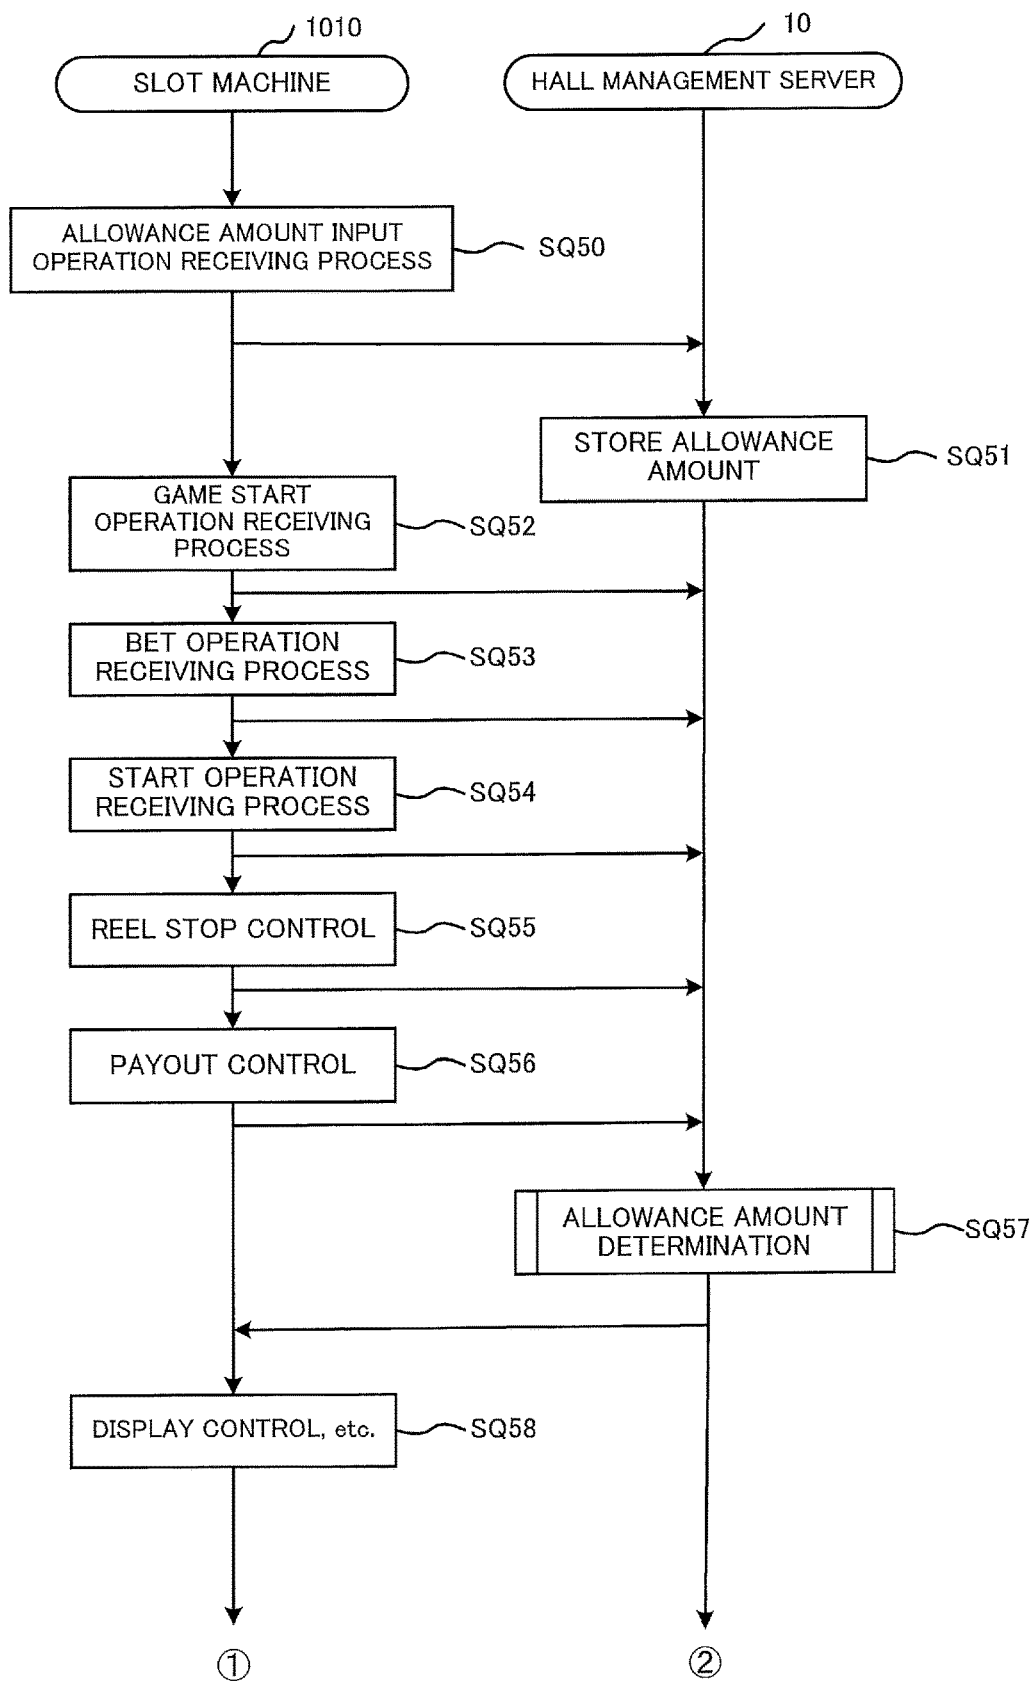 1010
10
SLOT MACHINE
HALL MANAGEMENT SERVER
ALLOWANCE AMOUNT INPUT
OPERATION RECEIVING PROCESS
SQ50
STORE ALLOWANCE
AMOUNT
SQ51
GAME START
OPERATION RECEIVING
PROCESS
SQ52
BET OPERATION
RECEIVING PROCESS
SQ53
START OPERATION
RECEIVING PROCESS
SQ54
REEL STOP CONTROL
SQ55
PAYOUT CONTROL
SQ56
ALLOWANCE AMOUNT
DETERMINATION
SQ57
DISPLAY CONTROL, etc.
SQ58
①
②